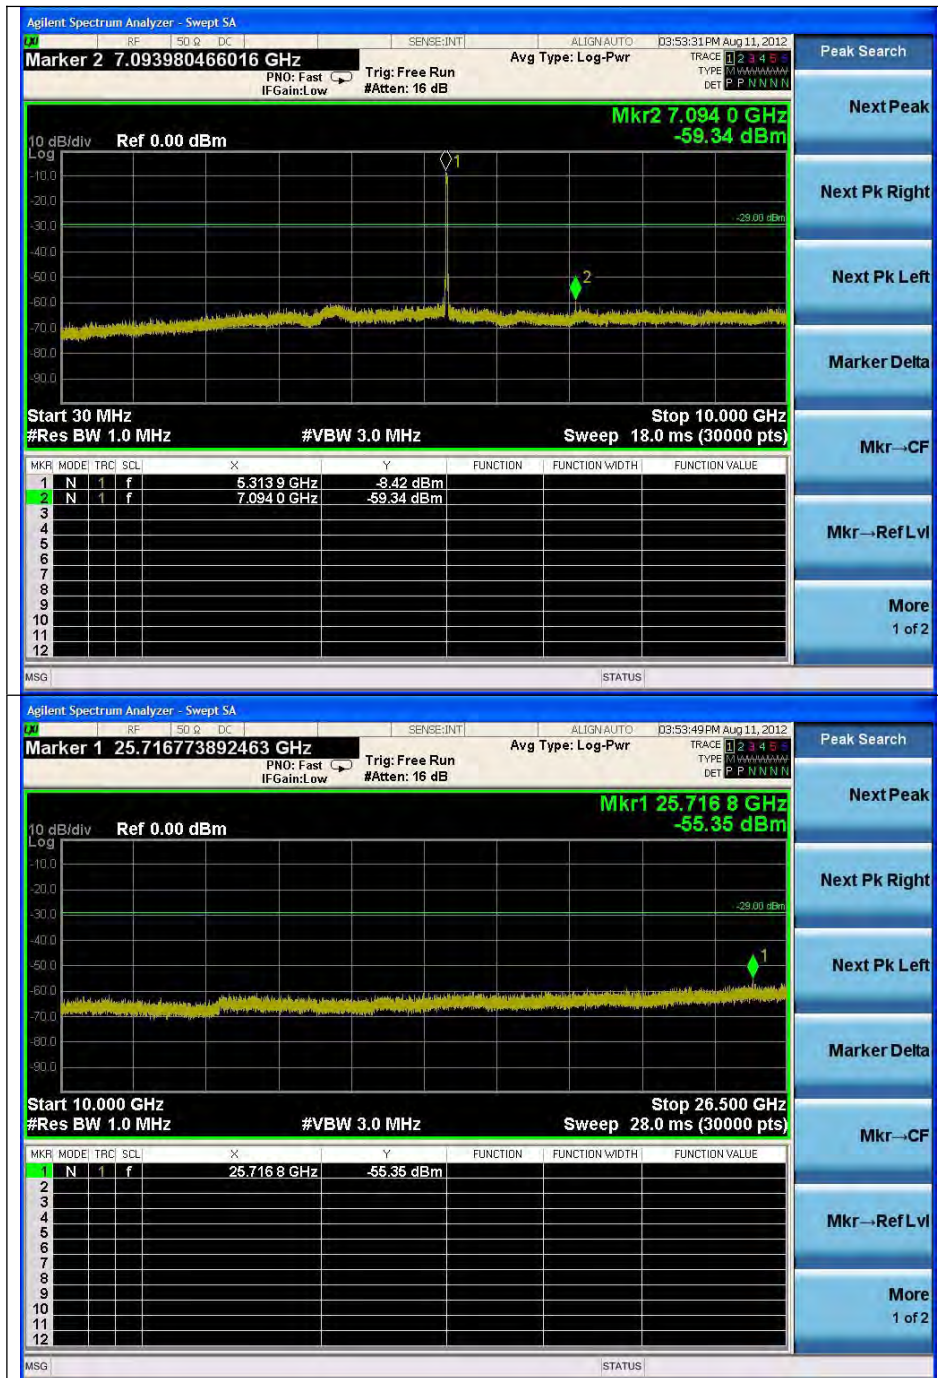 Agilent Spectrum Analyzer - Swept SA
LXI RF 50 Ω DC SENSE:INT ALIGN AUTO 03:53:31 PM Aug 11, 2012
Marker 2 7.093980466016 GHz
PNO: Fast
IFGain:Low
Trig: Free Run
#Atten: 16 dB
Avg Type: Log-Pwr
TRACE 1 2 3 4 5 6
TYPE M W W W W W
DET P P N N N N
Peak Search
Mkr2 7.094 0 GHz
-59.34 dBm
10 dB/div Ref 0.00 dBm
Log
1
-10.0
-20.0
-29.00 dBm
-30.0
-40.0
-50.0
2
-60.0
-70.0
-80.0
-90.0
Start 30 MHz Stop 10.000 GHz
#Res BW 1.0 MHz #VBW 3.0 MHz Sweep 18.0 ms (30000 pts)
MKR MODE TRC SCL X Y FUNCTION FUNCTION WIDTH FUNCTION VALUE
1 N 1 f 5.313 9 GHz -8.42 dBm
2 N 1 f 7.094 0 GHz -59.34 dBm
3
4
5
6
7
8
9
10
11
12
MSG STATUS
Next Peak
Next Pk Right
Next Pk Left
Marker Delta
Mkr→CF
Mkr→Ref Lvl
More
1 of 2
Agilent Spectrum Analyzer - Swept SA
LXI RF 50 Ω DC SENSE:INT ALIGN AUTO 03:53:49 PM Aug 11, 2012
Marker 1 25.716773892463 GHz
PNO: Fast
IFGain:Low
Trig: Free Run
#Atten: 16 dB
Avg Type: Log-Pwr
TRACE 1 2 3 4 5 6
TYPE M W W W W W
DET P P N N N N
Peak Search
Mkr1 25.716 8 GHz
-55.35 dBm
10 dB/div Ref 0.00 dBm
Log
-10.0
-20.0
-29.00 dBm
-30.0
-40.0
-50.0
1
-60.0
-70.0
-80.0
-90.0
Start 10.000 GHz Stop 26.500 GHz
#Res BW 1.0 MHz #VBW 3.0 MHz Sweep 28.0 ms (30000 pts)
MKR MODE TRC SCL X Y FUNCTION FUNCTION WIDTH FUNCTION VALUE
1 N 1 f 25.716 8 GHz -55.35 dBm
2
3
4
5
6
7
8
9
10
11
12
MSG STATUS
Next Peak
Next Pk Right
Next Pk Left
Marker Delta
Mkr→CF
Mkr→Ref Lvl
More
1 of 2